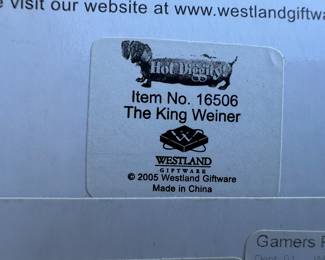 e visit our website at www.westlandgiftwa
Hot Diggity
Item No. 16506
The King Weiner
WESTLAND
GIFTWARE
© 2005 Westland Giftware
Made in China
Gamers